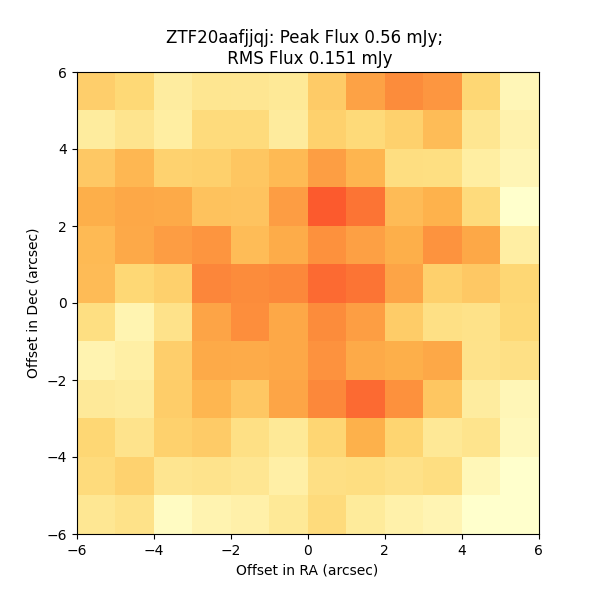 ZTF20aafjjqj: Peak Flux 0.56 mJy;
RMS Flux 0.151 mJy
6
4
2
0
−2
−4
−6
Offset in Dec (arcsec)
−6 −4 −2 0 2 4 6
Offset in RA (arcsec)